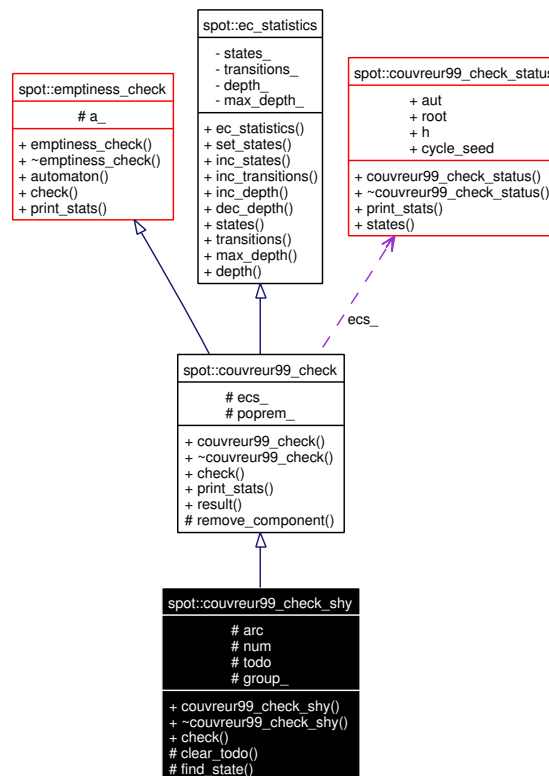 spot::ec_statistics
- states_
- transitions_
- depth_
- max_depth_
+ ec_statistics()
+ set_states()
+ inc_states()
+ inc_transitions()
+ inc_depth()
+ dec_depth()
+ states()
+ transitions()
+ max_depth()
+ depth()
spot::emptiness_check
# a_
+ emptiness_check()
+ ~emptiness_check()
+ automaton()
+ check()
+ print_stats()
spot::couvreur99_check_status
+ aut
+ root
+ h
+ cycle_seed
+ couvreur99_check_status()
+ ~couvreur99_check_status()
+ print_stats()
+ states()
ecs_
spot::couvreur99_check
# ecs_
# poprem_
+ couvreur99_check()
+ ~couvreur99_check()
+ check()
+ print_stats()
+ result()
# remove_component()
spot::couvreur99_check_shy
# arc
# num
# todo
# group_
+ couvreur99_check_shy()
+ ~couvreur99_check_shy()
+ check()
# clear_todo()
# find_state()